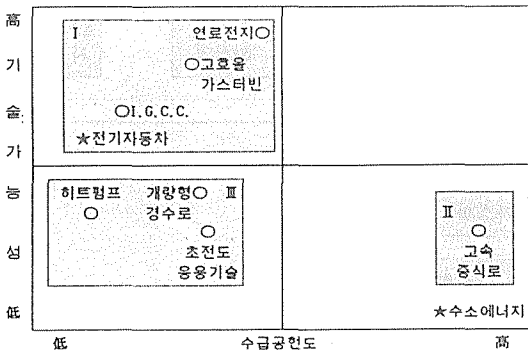 高
기
술
가
능
성
低
I
연료전지○
○고효율
가스터빈
○I.G.C.C.
★전기자동차
히트펌프
○
개량형○ Ⅲ
경수로
○
초전도
응용기술
Ⅱ
○
고속
증식로
★수소에너지
低 수급공헌도 高